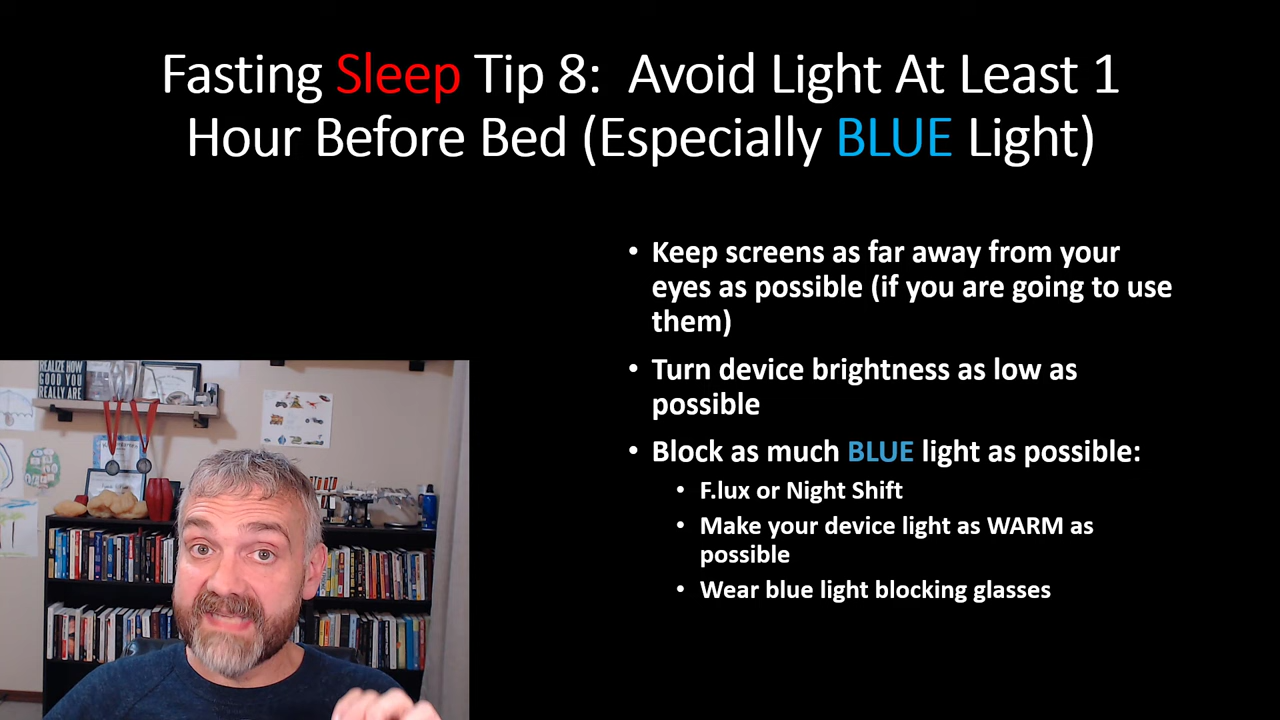 Fasting Sleep Tip 8: Avoid Light At Least 1
Hour Before Bed (Especially BLUE Light)
• Keep screens as far away from your
eyes as possible (if you are going to use
them)
• Turn device brightness as low as
possible
• Block as much BLUE light as possible:
• F.lux or Night Shift
• Make your device light as WARM as
possible
• Wear blue light blocking glasses
REALIZE HOW
GOOD YOU
REALLY ARE